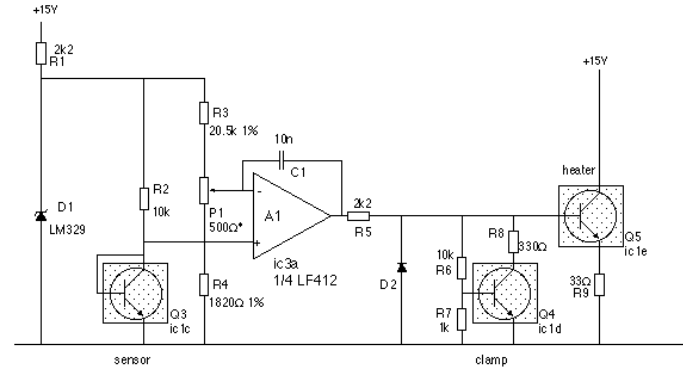 +15V
2k2
R1
D1
LM329
R2
10k
R3
20.5k 1%
P1
500Ω*
R4
1820Ω 1%
Q3
ic1c
sensor
10n
C1
-
+
A1
ic3a
1/4 LF412
2k2
R5
D2
10k
R6
R7
1k
R8
330Ω
Q4
ic1d
clamp
+15V
heater
Q5
ic1e
33Ω
R9